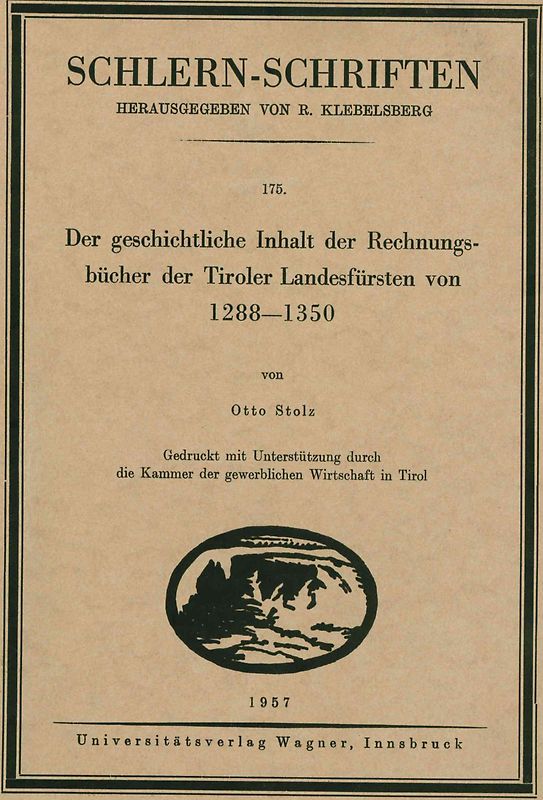 SCHLERN-SCHRIFTEN
HERAUSGEGEBEN VON R. KLEBELSBERG
175.
Der geschichtliche Inhalt der Rechnungs-
bücher der Tiroler Landesfürsten von
1288—1350
von
Otto Stolz
Gedruckt mit Unterstützung durch
die Kammer der gewerblichen Wirtschaft in Tirol
1957
Universitätsverlag Wagner, Innsbruck